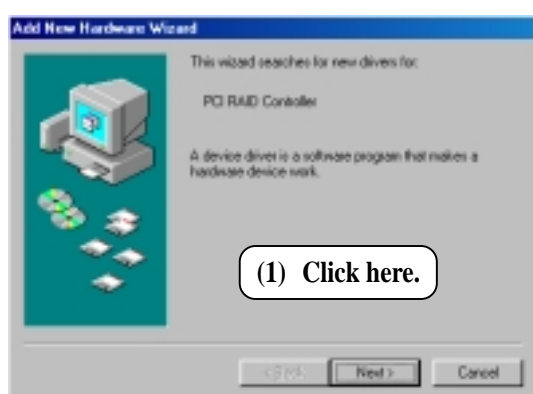 Add New Hardware Wizard
This wizard searches for new drivers for:
PCI RAID Controller
A device driver is a software program that makes a
hardware device work.
(1) Click here.
< Back
Next >
Cancel